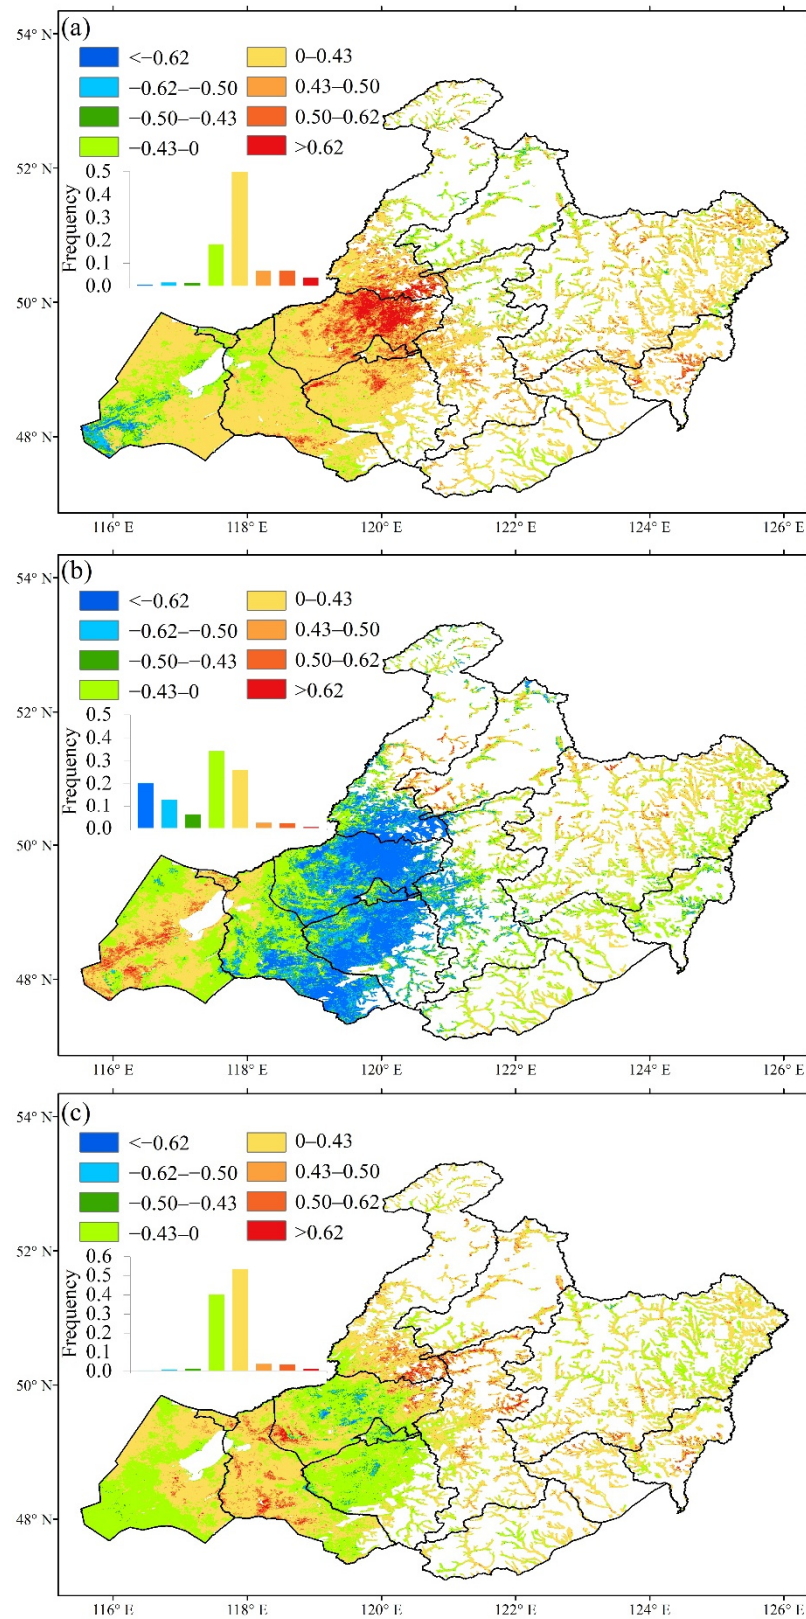 (a)
54° N
52° N
50° N
48° N
<−0.62
−0.62–−0.50
−0.50–−0.43
−0.43–0
0–0.43
0.43–0.50
0.50–0.62
>0.62
Frequency
0.5
0.4
0.3
0.2
0.1
0.0
116° E
118° E
120° E
122° E
124° E
126° E
(b)
54° N
52° N
50° N
48° N
<−0.62
−0.62–−0.50
−0.50–−0.43
−0.43–0
0–0.43
0.43–0.50
0.50–0.62
>0.62
Frequency
0.5
0.4
0.3
0.2
0.1
0.0
116° E
118° E
120° E
122° E
124° E
126° E
(c)
54° N
52° N
50° N
48° N
<−0.62
−0.62–−0.50
−0.50–−0.43
−0.43–0
0–0.43
0.43–0.50
0.50–0.62
>0.62
Frequency
0.6
0.5
0.4
0.3
0.2
0.1
0.0
116° E
118° E
120° E
122° E
124° E
126° E